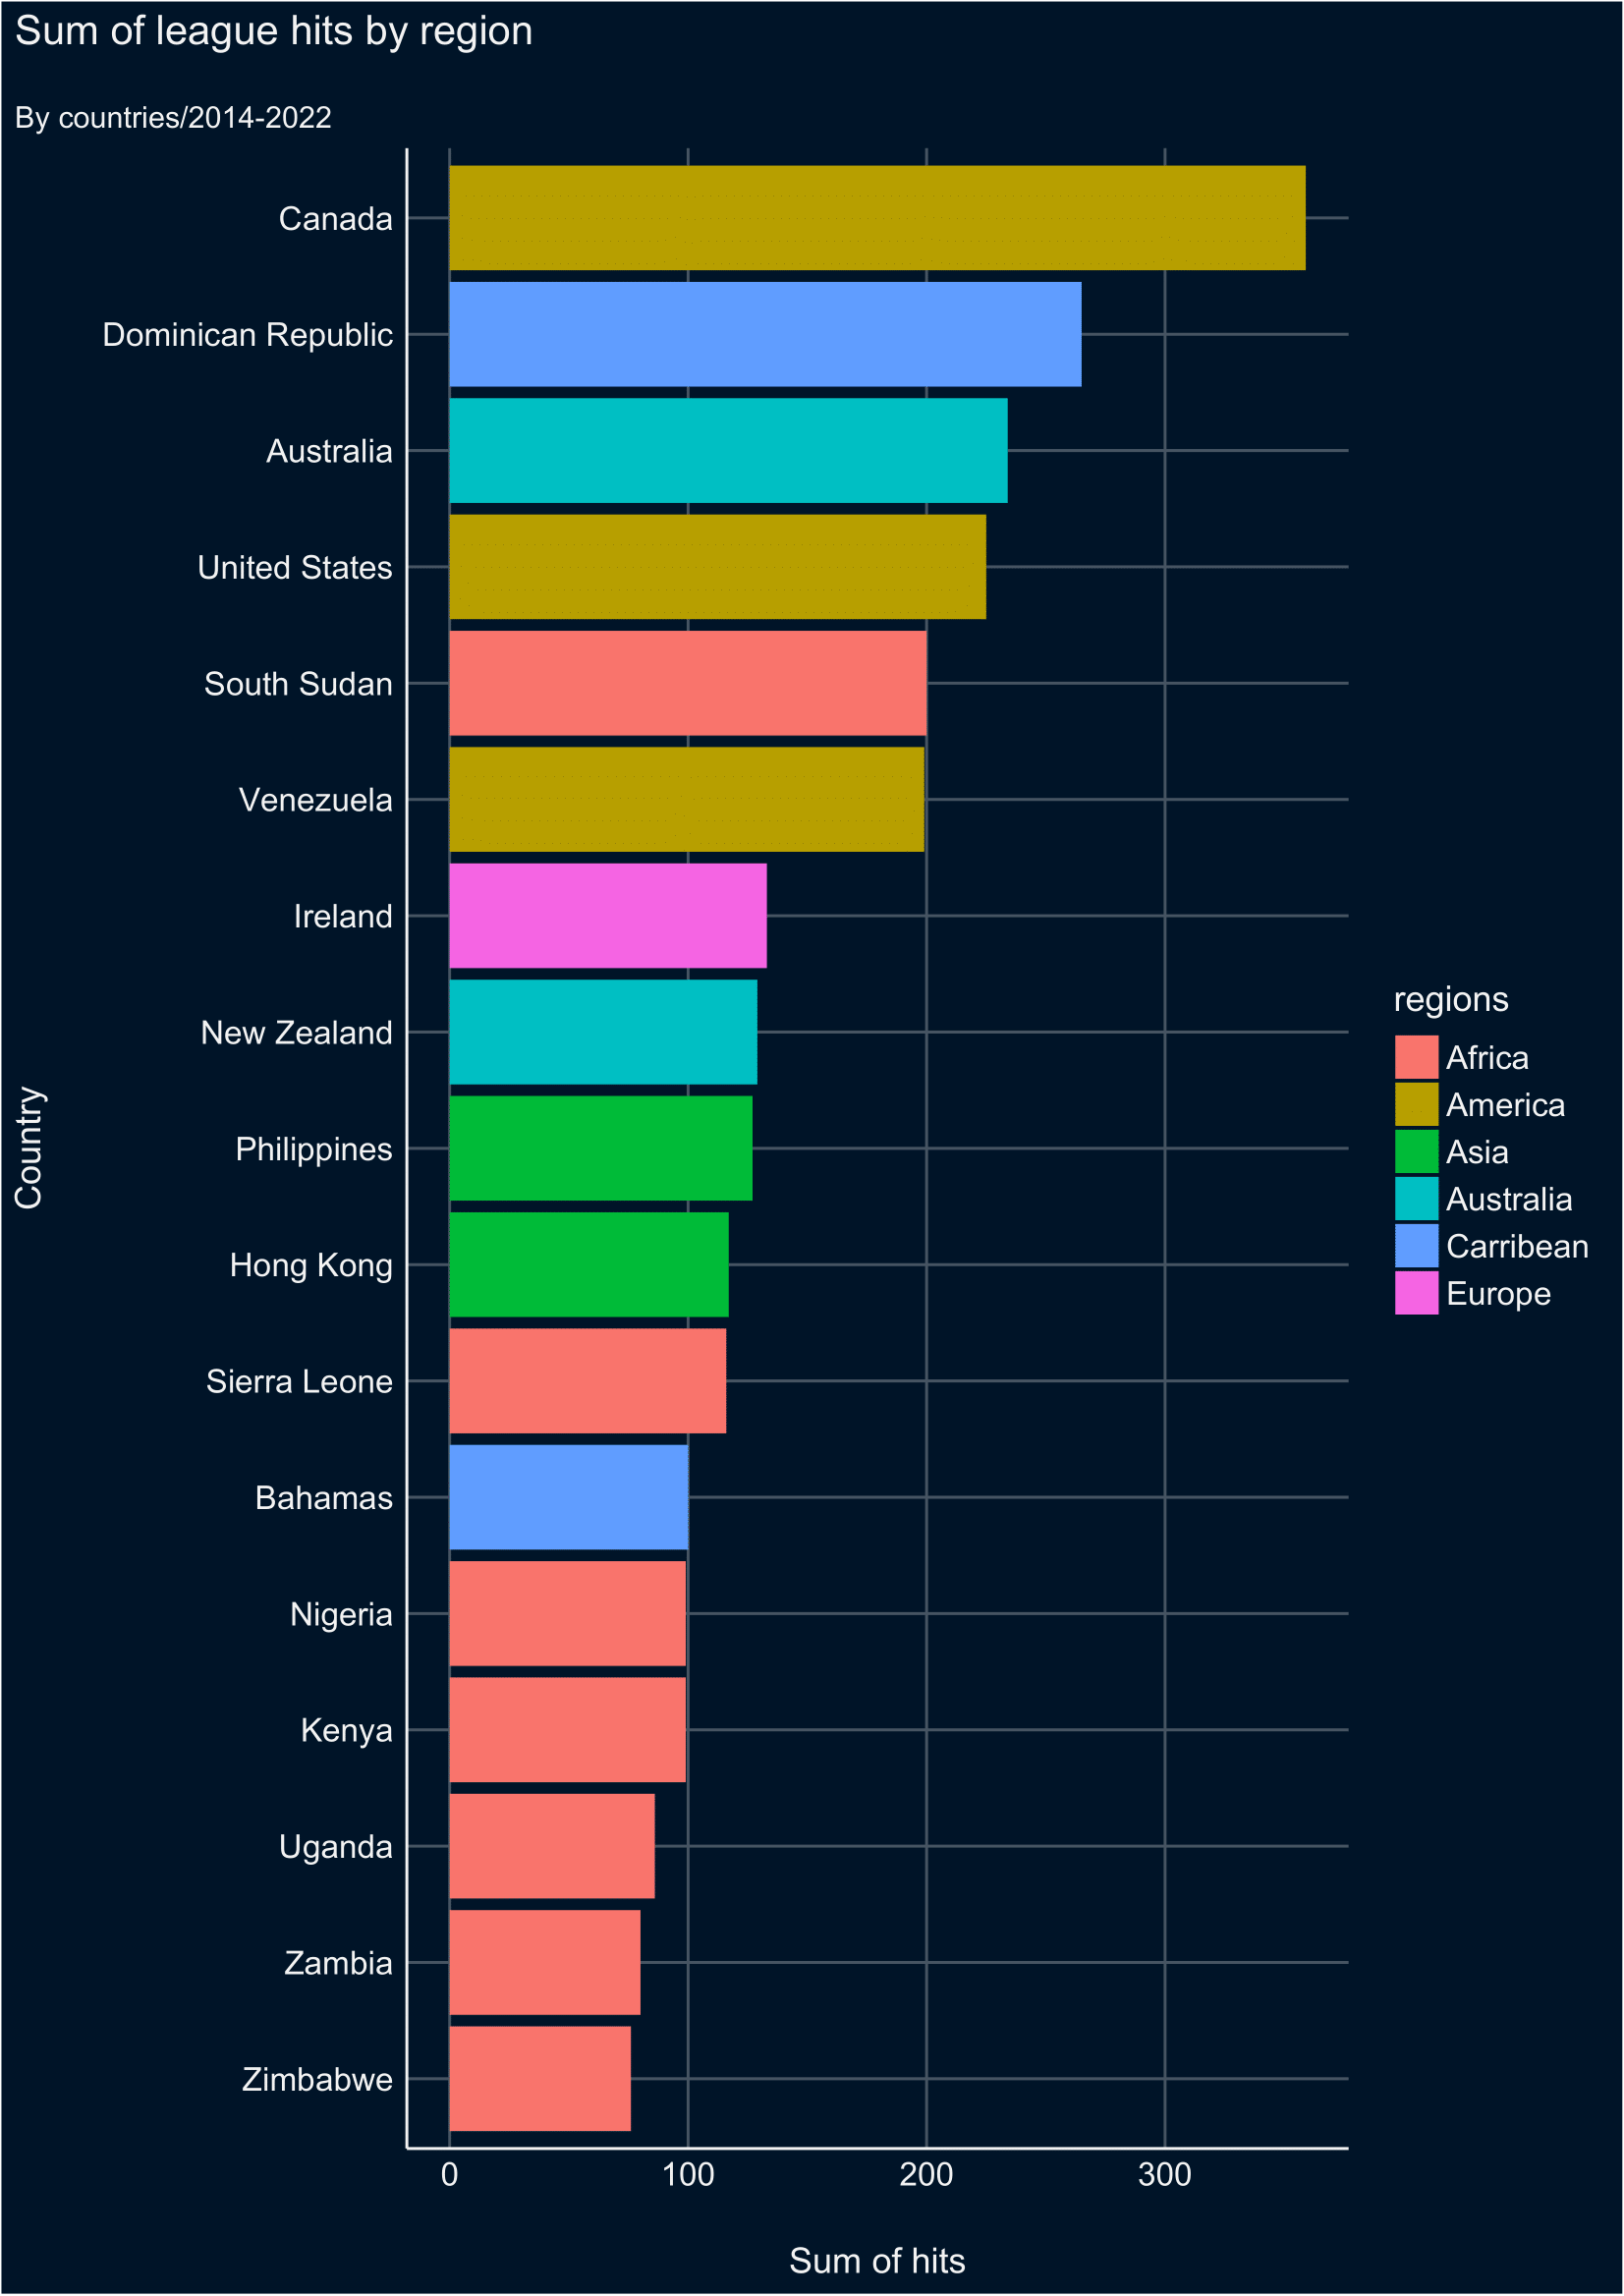 Sum of league hits by region
By countries/2014-2022
Canada
Dominican Republic
Australia
United States
South Sudan
Venezuela
Ireland
New Zealand
Philippines
Hong Kong
Sierra Leone
Bahamas
Nigeria
Kenya
Uganda
Zambia
Zimbabwe
Country
0 100 200 300
Sum of hits
regions
Africa
America
Asia
Australia
Carribean
Europe